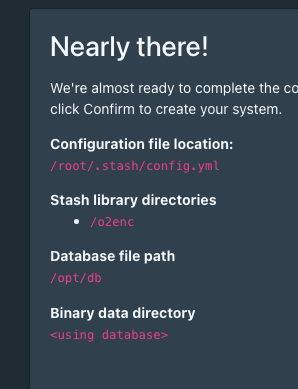 Nearly there!
We're almost ready to complete the co
click Confirm to create your system.
Configuration file location:
/root/.stash/config.yml
Stash library directories
/o2enc
Database file path
/opt/db
Binary data directory
<using database>